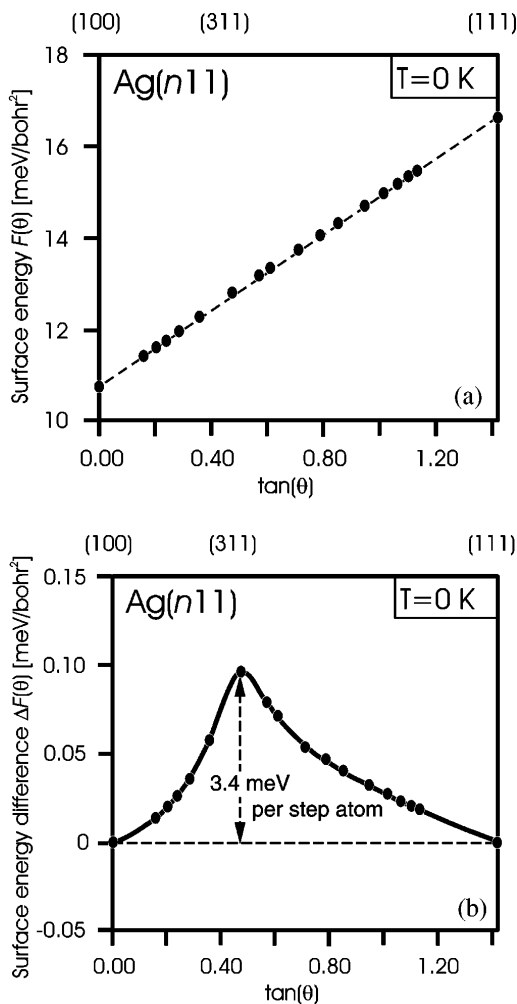 (100) (311) (111)
18
Ag(n11) T=0 K
16
14
12
10
Surface energy F(θ) [meV/bohr²]
(a)
0.00 0.40 0.80 1.20
tan(θ)
(100) (311) (111)
0.15
Ag(n11) T=0 K
0.10
0.05
0
-0.05
Surface energy difference ΔF(θ) [meV/bohr²]
3.4 meV
per step atom
(b)
0.00 0.40 0.80 1.20
tan(θ)